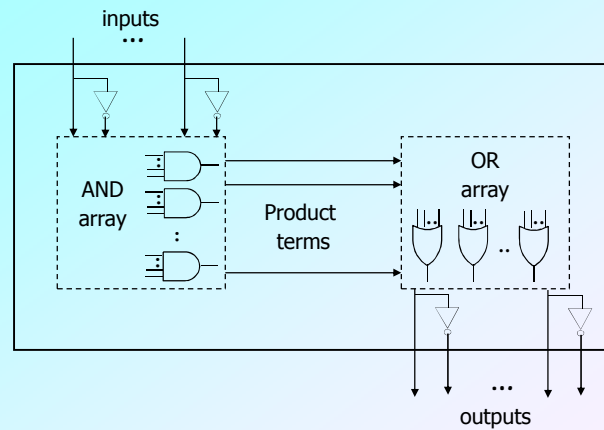 inputs
...
AND
array
:
Product
terms
OR
array
..
...
outputs